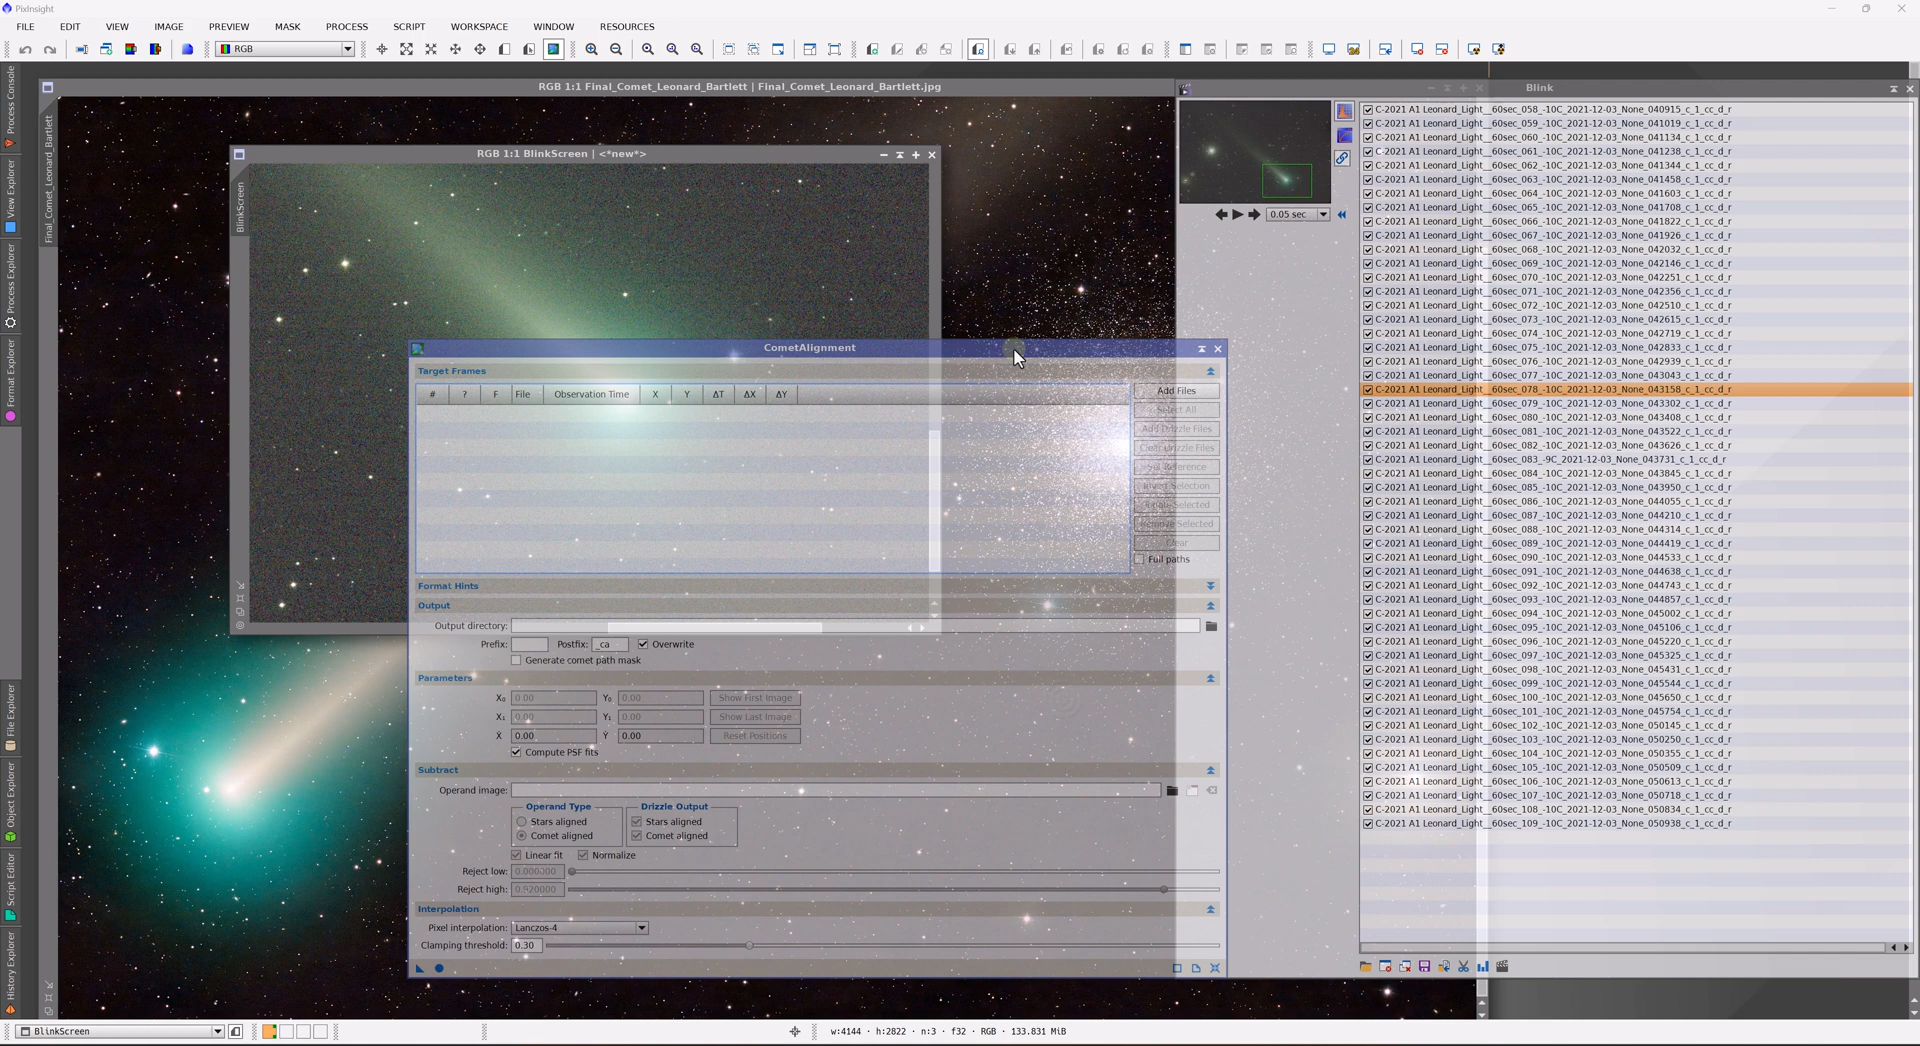 PixInsight
FILE EDIT VIEW IMAGE PREVIEW MASK PROCESS SCRIPT WORKSPACE WINDOW RESOURCES
RGB
Process Console
View Explorer
Process Explorer
Format Explorer
File Explorer
Object Explorer
Script Editor
History Explorer
RGB 1:1 Final_Comet_Leonard_Bartlett | Final_Comet_Leonard_Bartlett.jpg
Final_Comet_Leonard_Bartlett
RGB 1:1 BlinkScreen | <*new*>
BlinkScreen
CometAlignment
Target Frames
# ? F File Observation Time X Y ΔT ΔX ΔY
Add Files
Select All
Add Drizzle Files
Clear Drizzle Files
Set Reference
Invert Selection
Toggle Selected
Remove Selected
Clear
Full paths
Format Hints
Output
Output directory:
Prefix: Postfix: _ca Overwrite
Generate comet path mask
Parameters
X₀ 0.00 Y₀ 0.00 Show First Image
X₁ 0.00 Y₁ 0.00 Show Last Image
Ẋ 0.00 Ẏ 0.00 Reset Positions
Compute PSF fits
Subtract
Operand image:
Operand Type Drizzle Output
Stars aligned Stars aligned
Comet aligned Comet aligned
Linear fit Normalize
Reject low: 0.000000
Reject high: 0.920000
Interpolation
Pixel interpolation: Lanczos-4
Clamping threshold: 0.30
Blink
0.05 sec
C-2021 A1 Leonard_Light__60sec_058_-10C_2021-12-03_None_040915_c_1_cc_d_r
C-2021 A1 Leonard_Light__60sec_059_-10C_2021-12-03_None_041019_c_1_cc_d_r
C-2021 A1 Leonard_Light__60sec_060_-10C_2021-12-03_None_041134_c_1_cc_d_r
C-2021 A1 Leonard_Light__60sec_061_-10C_2021-12-03_None_041238_c_1_cc_d_r
C-2021 A1 Leonard_Light__60sec_062_-10C_2021-12-03_None_041344_c_1_cc_d_r
C-2021 A1 Leonard_Light__60sec_063_-10C_2021-12-03_None_041458_c_1_cc_d_r
C-2021 A1 Leonard_Light__60sec_064_-10C_2021-12-03_None_041603_c_1_cc_d_r
C-2021 A1 Leonard_Light__60sec_065_-10C_2021-12-03_None_041708_c_1_cc_d_r
C-2021 A1 Leonard_Light__60sec_066_-10C_2021-12-03_None_041822_c_1_cc_d_r
C-2021 A1 Leonard_Light__60sec_067_-10C_2021-12-03_None_041926_c_1_cc_d_r
C-2021 A1 Leonard_Light__60sec_068_-10C_2021-12-03_None_042032_c_1_cc_d_r
C-2021 A1 Leonard_Light__60sec_069_-10C_2021-12-03_None_042146_c_1_cc_d_r
C-2021 A1 Leonard_Light__60sec_070_-10C_2021-12-03_None_042251_c_1_cc_d_r
C-2021 A1 Leonard_Light__60sec_071_-10C_2021-12-03_None_042356_c_1_cc_d_r
C-2021 A1 Leonard_Light__60sec_072_-10C_2021-12-03_None_042510_c_1_cc_d_r
C-2021 A1 Leonard_Light__60sec_073_-10C_2021-12-03_None_042615_c_1_cc_d_r
C-2021 A1 Leonard_Light__60sec_074_-10C_2021-12-03_None_042719_c_1_cc_d_r
C-2021 A1 Leonard_Light__60sec_075_-10C_2021-12-03_None_042833_c_1_cc_d_r
C-2021 A1 Leonard_Light__60sec_076_-10C_2021-12-03_None_042939_c_1_cc_d_r
C-2021 A1 Leonard_Light__60sec_077_-10C_2021-12-03_None_043043_c_1_cc_d_r
C-2021 A1 Leonard_Light__60sec_078_-10C_2021-12-03_None_043158_c_1_cc_d_r
C-2021 A1 Leonard_Light__60sec_079_-10C_2021-12-03_None_043302_c_1_cc_d_r
C-2021 A1 Leonard_Light__60sec_080_-10C_2021-12-03_None_043408_c_1_cc_d_r
C-2021 A1 Leonard_Light__60sec_081_-10C_2021-12-03_None_043522_c_1_cc_d_r
C-2021 A1 Leonard_Light__60sec_082_-10C_2021-12-03_None_043626_c_1_cc_d_r
C-2021 A1 Leonard_Light__60sec_083_-9C_2021-12-03_None_043731_c_1_cc_d_r
C-2021 A1 Leonard_Light__60sec_084_-10C_2021-12-03_None_043845_c_1_cc_d_r
C-2021 A1 Leonard_Light__60sec_085_-10C_2021-12-03_None_043950_c_1_cc_d_r
C-2021 A1 Leonard_Light__60sec_086_-10C_2021-12-03_None_044055_c_1_cc_d_r
C-2021 A1 Leonard_Light__60sec_087_-10C_2021-12-03_None_044210_c_1_cc_d_r
C-2021 A1 Leonard_Light__60sec_088_-10C_2021-12-03_None_044314_c_1_cc_d_r
C-2021 A1 Leonard_Light__60sec_089_-10C_2021-12-03_None_044419_c_1_cc_d_r
C-2021 A1 Leonard_Light__60sec_090_-10C_2021-12-03_None_044533_c_1_cc_d_r
C-2021 A1 Leonard_Light__60sec_091_-10C_2021-12-03_None_044638_c_1_cc_d_r
C-2021 A1 Leonard_Light__60sec_092_-10C_2021-12-03_None_044743_c_1_cc_d_r
C-2021 A1 Leonard_Light__60sec_093_-10C_2021-12-03_None_044857_c_1_cc_d_r
C-2021 A1 Leonard_Light__60sec_094_-10C_2021-12-03_None_045002_c_1_cc_d_r
C-2021 A1 Leonard_Light__60sec_095_-10C_2021-12-03_None_045106_c_1_cc_d_r
C-2021 A1 Leonard_Light__60sec_096_-10C_2021-12-03_None_045220_c_1_cc_d_r
C-2021 A1 Leonard_Light__60sec_097_-10C_2021-12-03_None_045325_c_1_cc_d_r
C-2021 A1 Leonard_Light__60sec_098_-10C_2021-12-03_None_045431_c_1_cc_d_r
C-2021 A1 Leonard_Light__60sec_099_-10C_2021-12-03_None_045544_c_1_cc_d_r
C-2021 A1 Leonard_Light__60sec_100_-10C_2021-12-03_None_045650_c_1_cc_d_r
C-2021 A1 Leonard_Light__60sec_101_-10C_2021-12-03_None_045754_c_1_cc_d_r
C-2021 A1 Leonard_Light__60sec_102_-10C_2021-12-03_None_050145_c_1_cc_d_r
C-2021 A1 Leonard_Light__60sec_103_-10C_2021-12-03_None_050250_c_1_cc_d_r
C-2021 A1 Leonard_Light__60sec_104_-10C_2021-12-03_None_050355_c_1_cc_d_r
C-2021 A1 Leonard_Light__60sec_105_-10C_2021-12-03_None_050509_c_1_cc_d_r
C-2021 A1 Leonard_Light__60sec_106_-10C_2021-12-03_None_050613_c_1_cc_d_r
C-2021 A1 Leonard_Light__60sec_107_-10C_2021-12-03_None_050718_c_1_cc_d_r
C-2021 A1 Leonard_Light__60sec_108_-10C_2021-12-03_None_050834_c_1_cc_d_r
C-2021 A1 Leonard_Light__60sec_109_-10C_2021-12-03_None_050938_c_1_cc_d_r
BlinkScreen
w:4144 · h:2822 · n:3 · f32 · RGB · 133.831 MiB